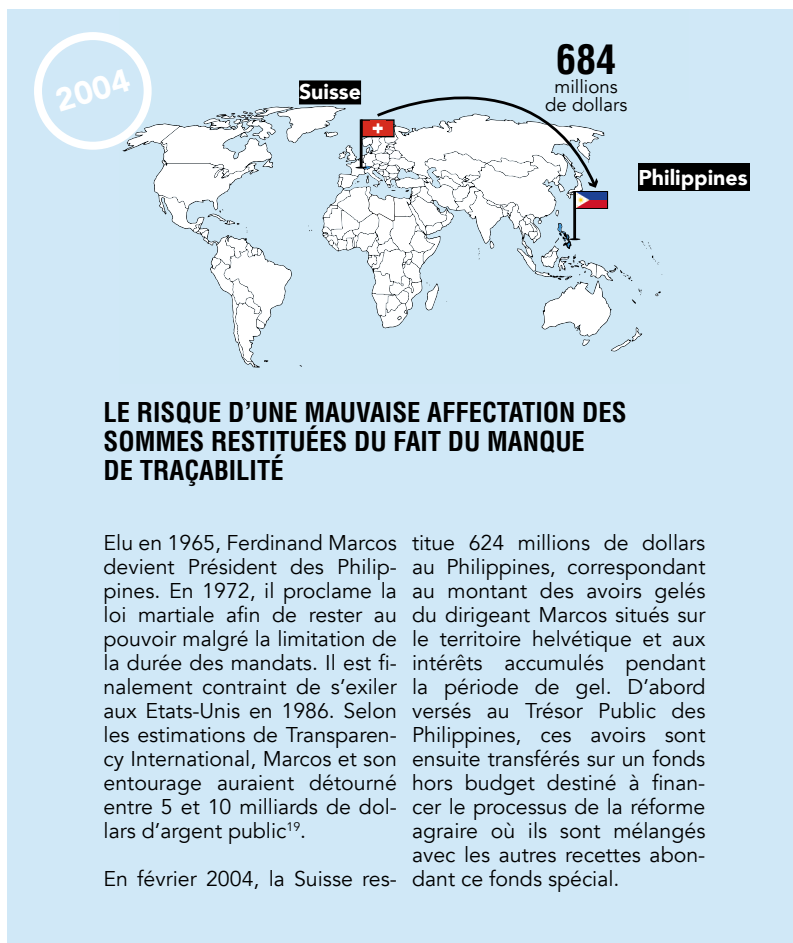 2004
Suisse
684
millions
de dollars
Philippines
LE RISQUE D’UNE MAUVAISE AFFECTATION DES
SOMMES RESTITUÉES DU FAIT DU MANQUE
DE TRAÇABILITÉ
Elu en 1965, Ferdinand Marcos
devient Président des Philip-
pines. En 1972, il proclame la
loi martiale afin de rester au
pouvoir malgré la limitation de
la durée des mandats. Il est fi-
nalement contraint de s’exiler
aux Etats-Unis en 1986. Selon
les estimations de Transparen-
cy International, Marcos et son
entourage auraient détourné
entre 5 et 10 milliards de dol-
lars d’argent public¹⁹.
En février 2004, la Suisse res-
titue 624 millions de dollars
au Philippines, correspondant
au montant des avoirs gelés
du dirigeant Marcos situés sur
le territoire helvétique et aux
intérêts accumulés pendant
la période de gel. D’abord
versés au Trésor Public des
Philippines, ces avoirs sont
ensuite transférés sur un fonds
hors budget destiné à finan-
cer le processus de la réforme
agraire où ils sont mélangés
avec les autres recettes abon-
dant ce fonds spécial.